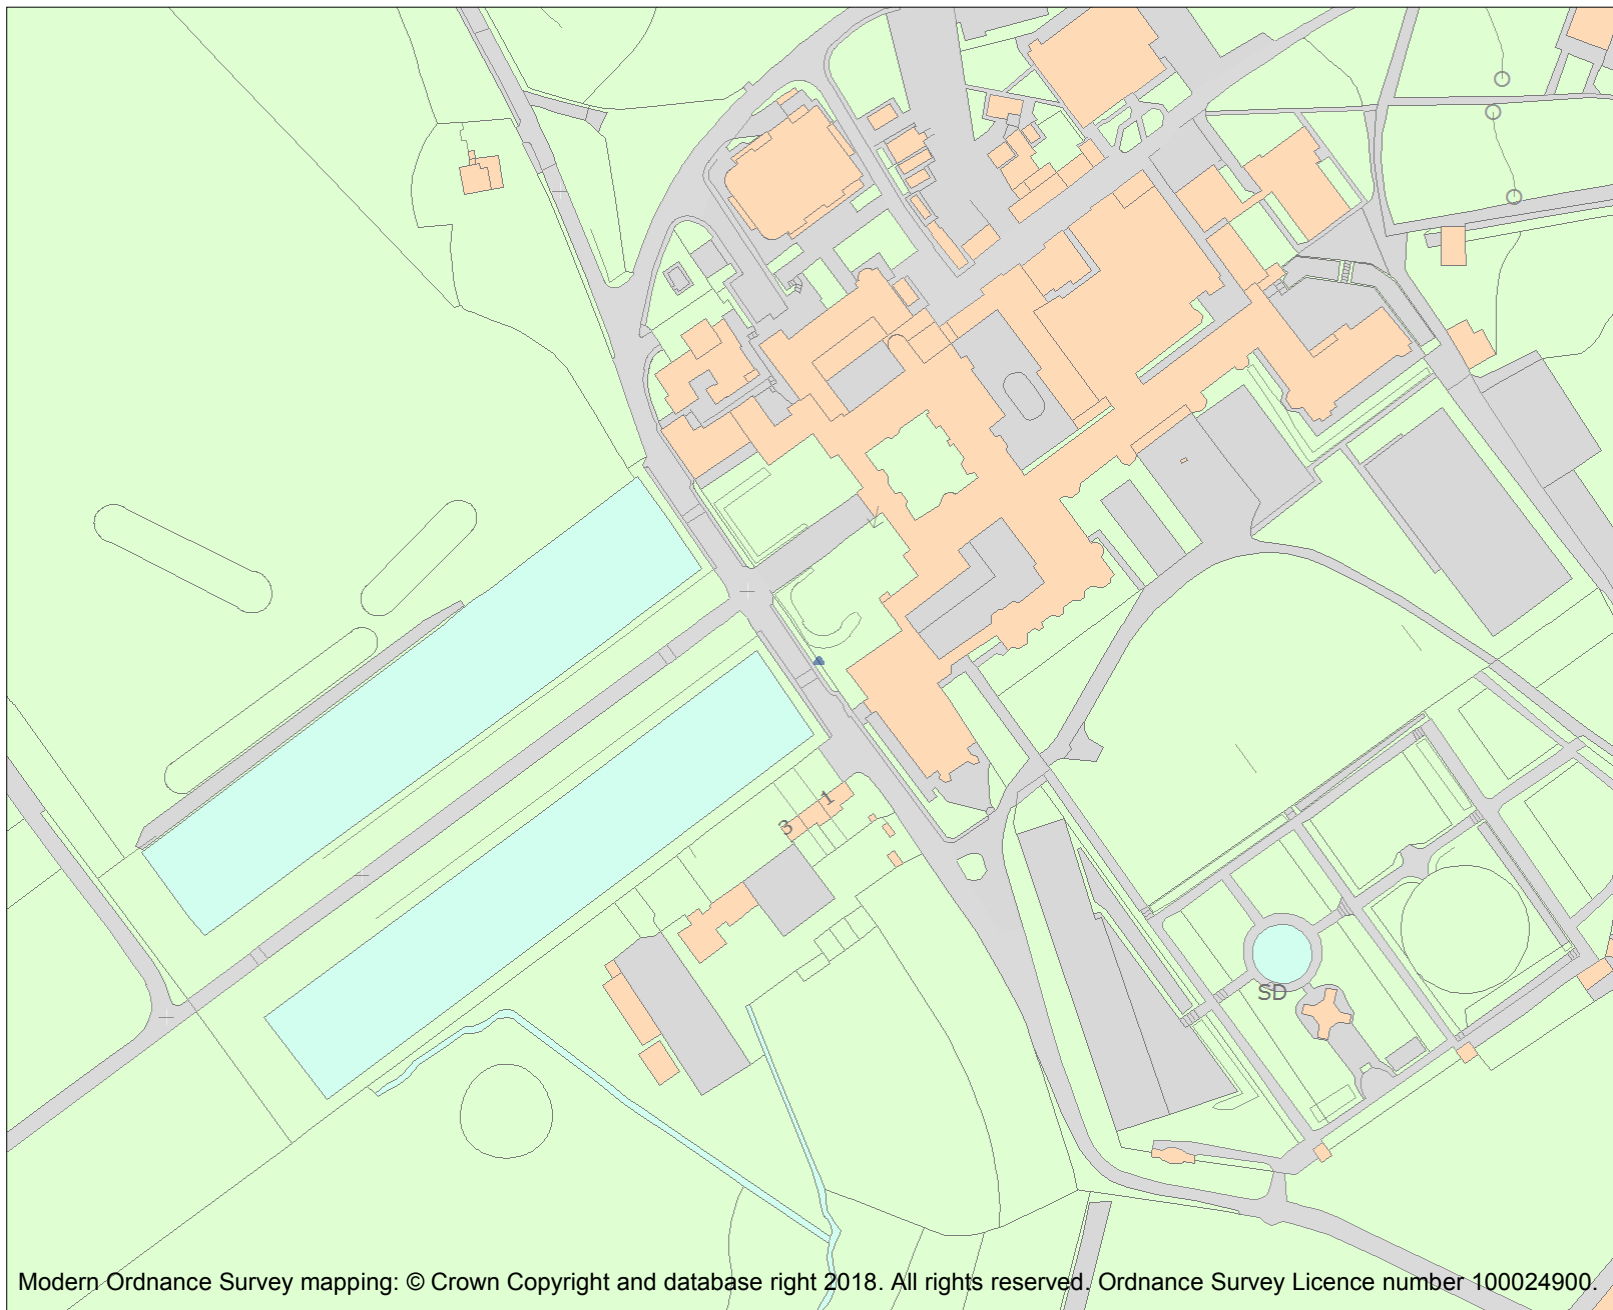 1
3
SD
Modern Ordnance Survey mapping: © Crown Copyright and database right 2018. All rights reserved. Ordnance Survey Licence number 100024900.